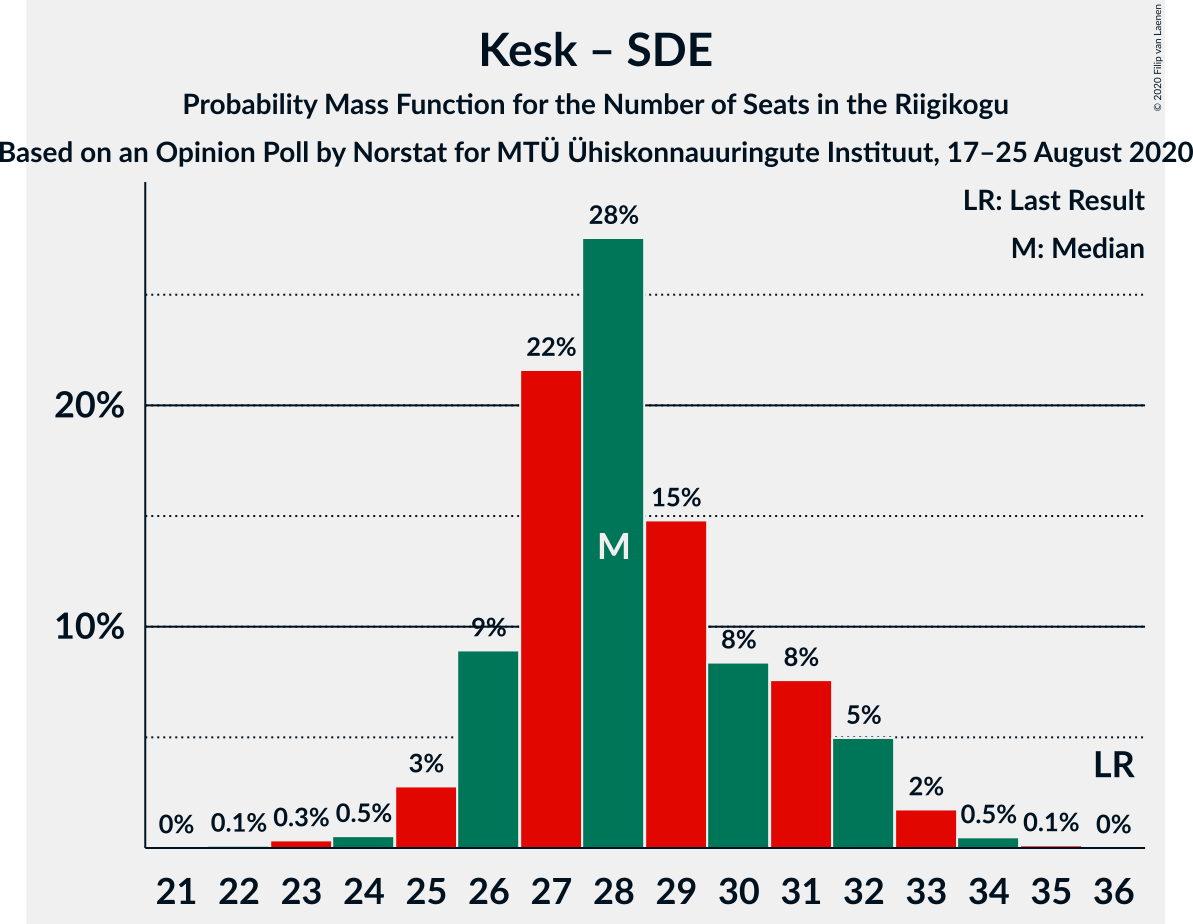 Kesk – SDE
Probability Mass Function for the Number of Seats in the Riigikogu
Based on an Opinion Poll by Norstat for MTÜ Ühiskonnauuringute Instituut, 17–25 August 2020
© 2020 Filip van Laenen
LR: Last Result
M: Median
28%
22%
20%
15%
M
10%
9%
8%
8%
5%
3%
LR
2%
0%
0.1%
0.3%
0.5%
0.5%
0.1%
0%
21 22 23 24 25 26 27 28 29 30 31 32 33 34 35 36